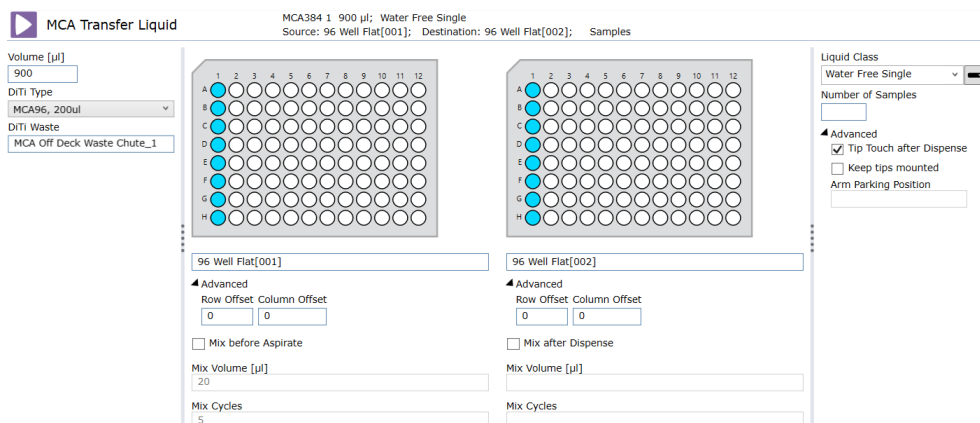 MCA Transfer Liquid
MCA384 1 900 µl; Water Free Single
Source: 96 Well Flat[001]; Destination: 96 Well Flat[002]; Samples
Volume [µl]
900
DiTi Type
MCA96, 200ul
DiTi Waste
MCA Off Deck Waste Chute_1
1 2 3 4 5 6 7 8 9 10 11 12
A
B
C
D
E
F
G
H
96 Well Flat[001]
Advanced
Row Offset Column Offset
0 0
Mix before Aspirate
Mix Volume [µl]
20
Mix Cycles
5
1 2 3 4 5 6 7 8 9 10 11 12
A
B
C
D
E
F
G
H
96 Well Flat[002]
Advanced
Row Offset Column Offset
0 0
Mix after Dispense
Mix Volume [µl]
Mix Cycles
Liquid Class
Water Free Single
Number of Samples
Advanced
Tip Touch after Dispense
Keep tips mounted
Arm Parking Position